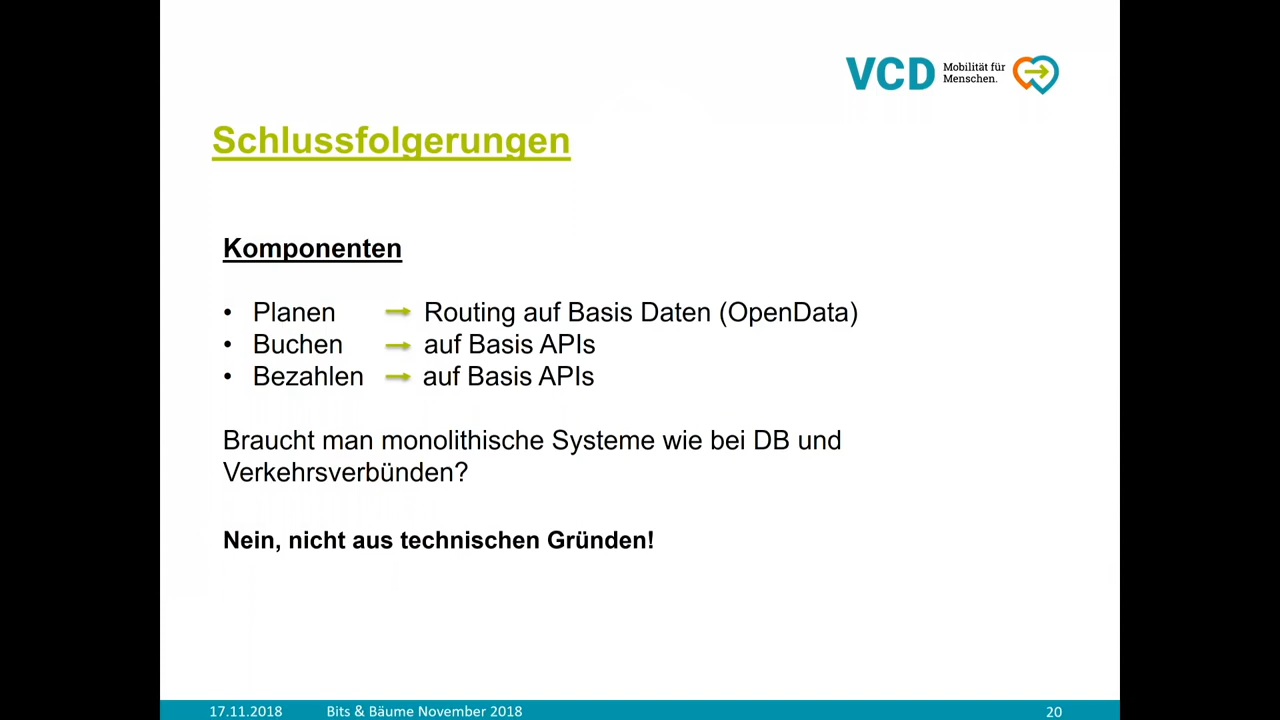 VCD Mobilität für
Menschen.
Schlussfolgerungen
Komponenten
• Planen → Routing auf Basis Daten (OpenData)
• Buchen → auf Basis APIs
• Bezahlen → auf Basis APIs
Braucht man monolithische Systeme wie bei DB und
Verkehrsverbünden?
Nein, nicht aus technischen Gründen!
17.11.2018 Bits & Bäume November 2018 20